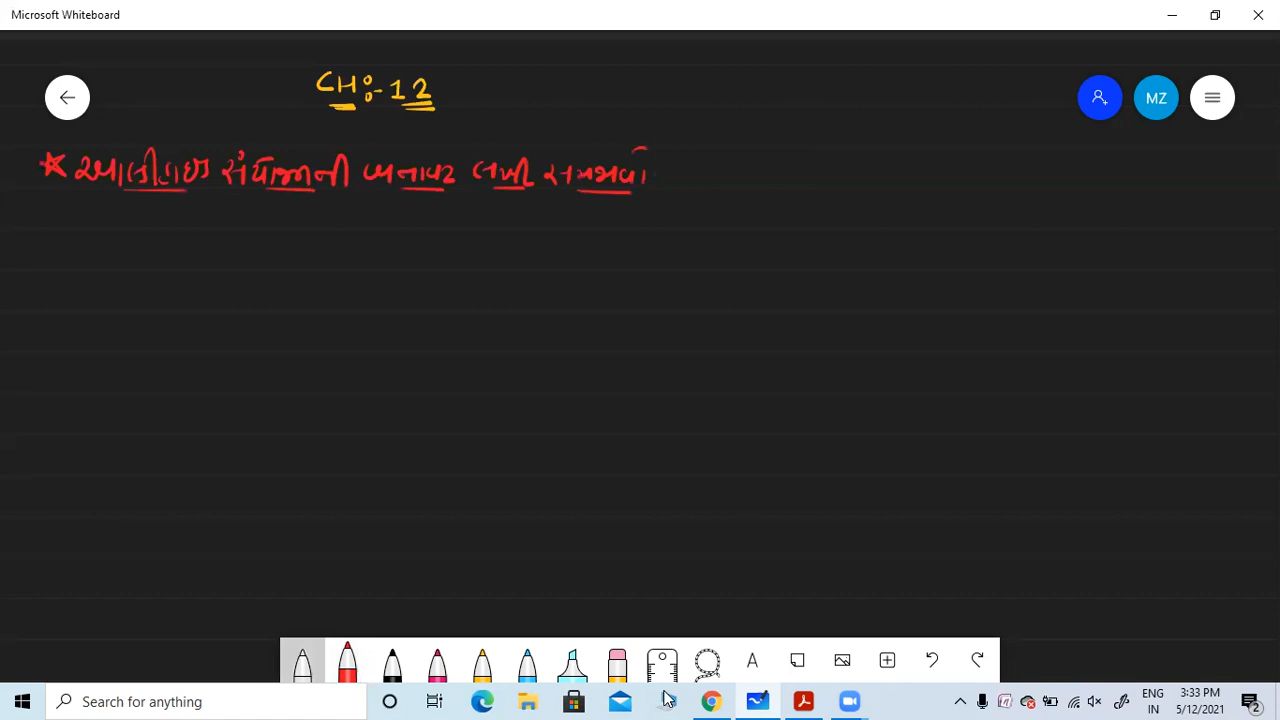 Microsoft Whiteboard
CH:-12
MZ
★ સંયોજનની બનાવટ લખી સમજાવો
A
Search for anything
ENG
IN
3:33 PM
5/12/2021
2